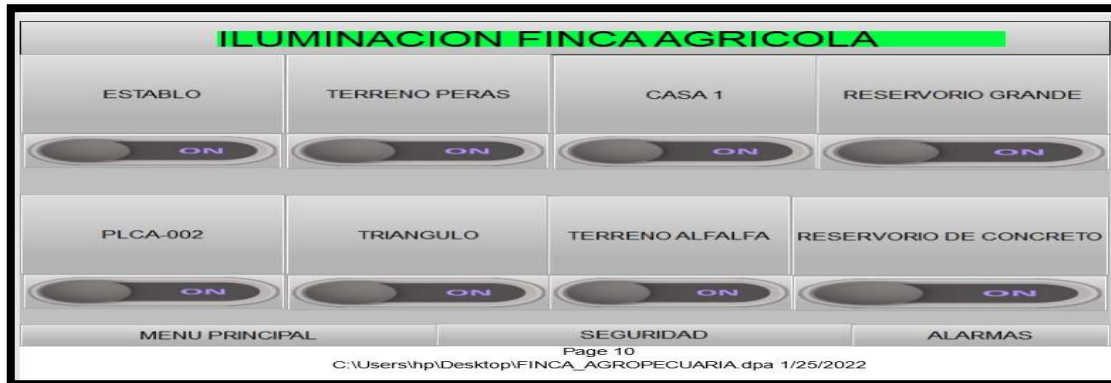 ILUMINACION FINCA AGRICOLA
ESTABLO TERRENO PERAS CASA 1 RESERVORIO GRANDE
ON ON ON ON
PLCA-002 TRIANGULO TERRENO ALFALFA RESERVORIO DE CONCRETO
ON ON ON ON
MENU PRINCIPAL SEGURIDAD ALARMAS
Page 10
C:\Users\hp\Desktop\FINCA_AGROPECUARIA.dpa 1/25/2022